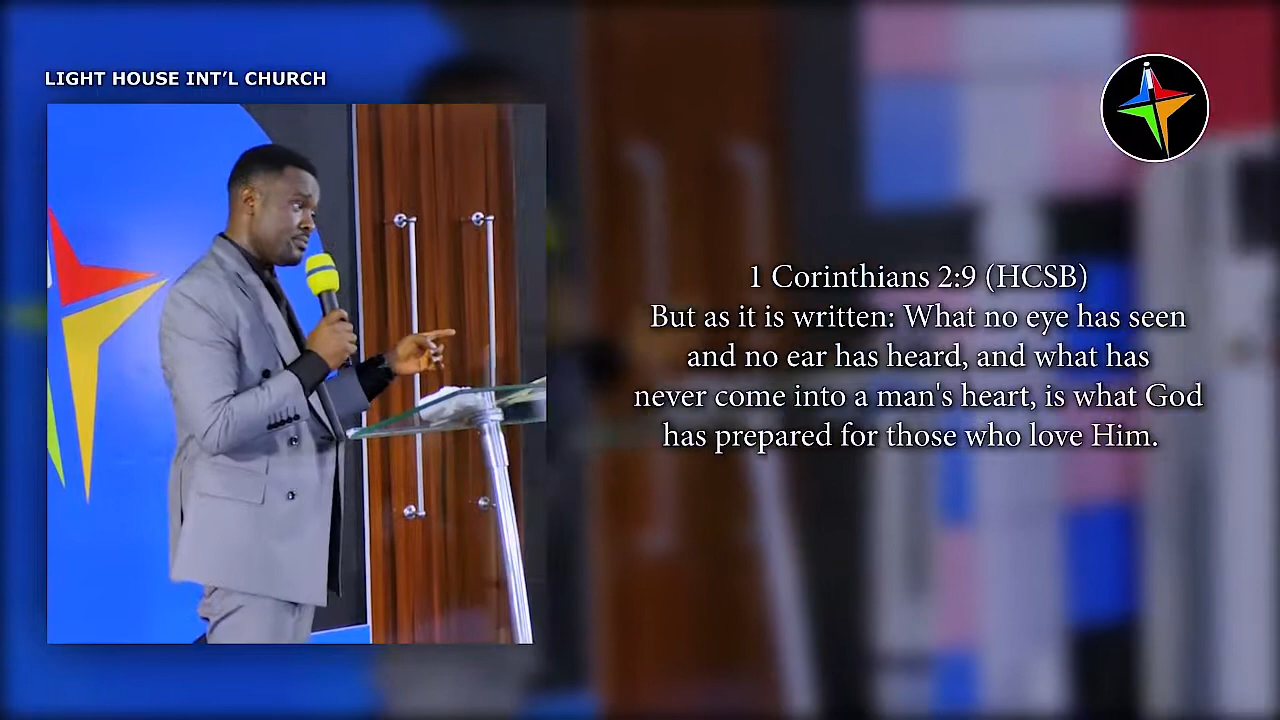 LIGHT HOUSE INT'L CHURCH
1 Corinthians 2:9 (HCSB)
But as it is written: What no eye has seen
and no ear has heard, and what has
never come into a man's heart, is what God
has prepared for those who love Him.